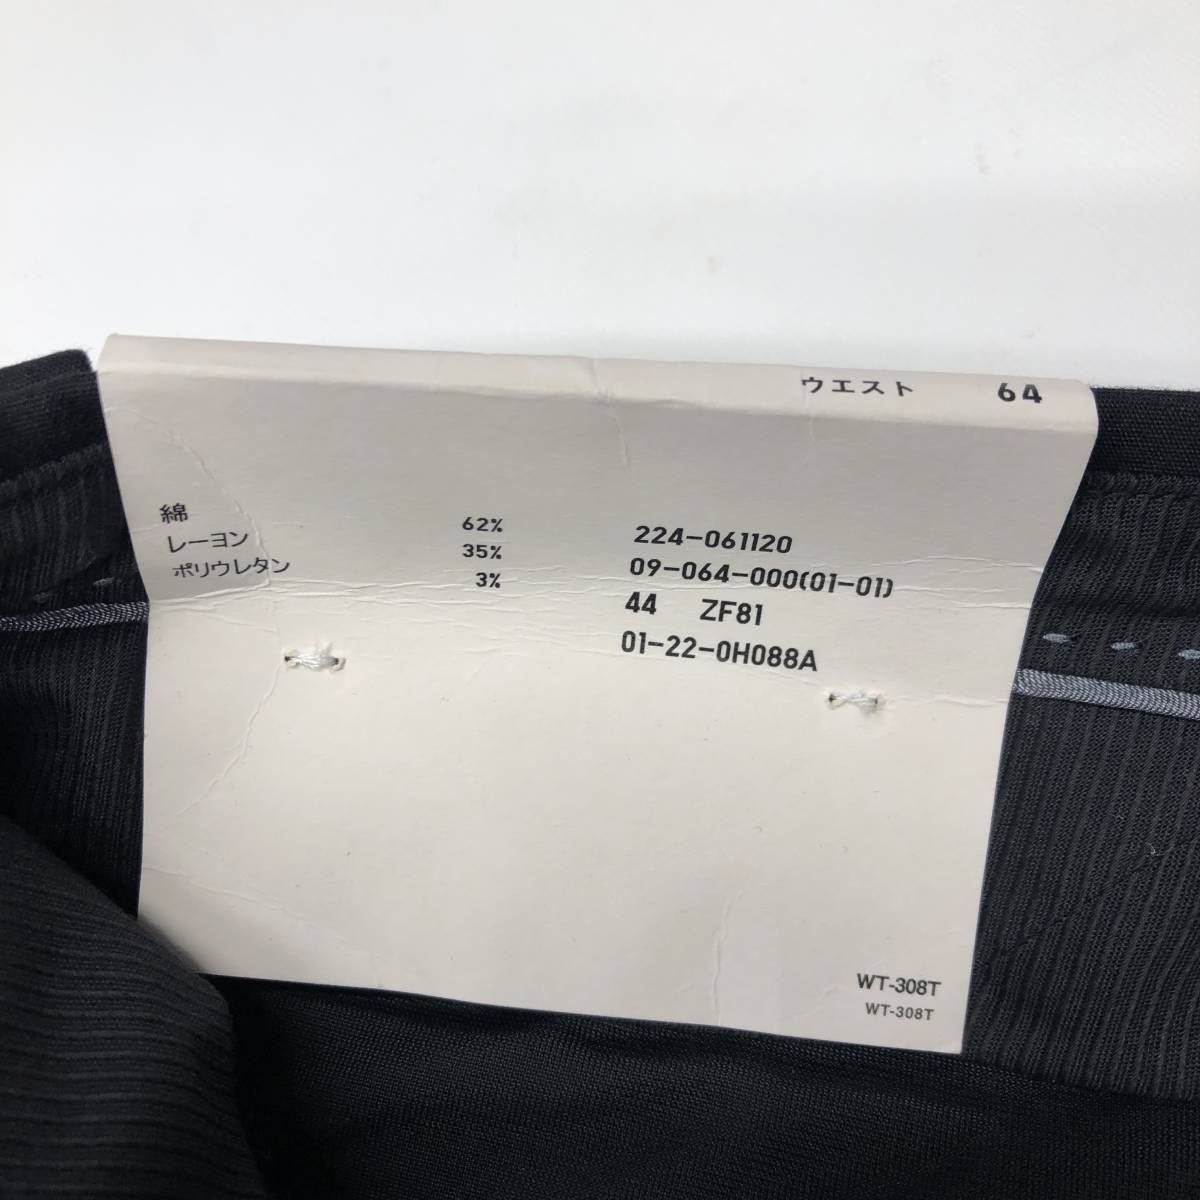 ウエスト 64
綿 62%
レーヨン 35%
ポリウレタン 3%
224-061120
09-064-000(01-01)
44 ZF81
01-22-0H088A
WT-308T
WT-308T